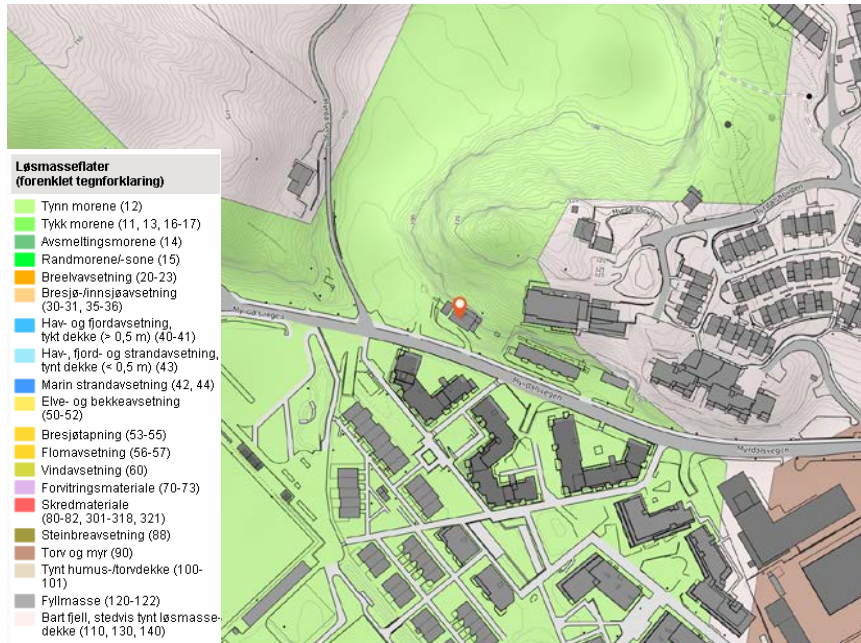 Løsmasseflater
(forenklet tegnforklaring)
Tynn morene (12)
Tykk morene (11, 13, 16-17)
Avsmeltingsmorene (14)
Randmorene/-sone (15)
Breelvavsetning (20-23)
Bresjø-/innsjøavsetning
(30-31, 35-36)
Hav- og fjordavsetning,
tykt dekke (> 0,5 m) (40-41)
Hav-, fjord- og strandavsetning,
tynt dekke (< 0,5 m) (43)
Marin strandavsetning (42, 44)
Elve- og bekkeavsetning
(50-52)
Bresjøtapning (53-55)
Flomavsetning (56-57)
Vindavsetning (60)
Forvitringsmateriale (70-73)
Skredmateriale
(80-82, 301-318, 321)
Steinbreavsetning (88)
Torv og myr (90)
Tynt humus-/torvdekke (100-
101)
Fyllmasse (120-122)
Bart fjell, stedvis tynt løsmasse-
dekke (110, 130, 140)
Myrdalsvegen
Myrdalsvegen
Myrdalsvegen